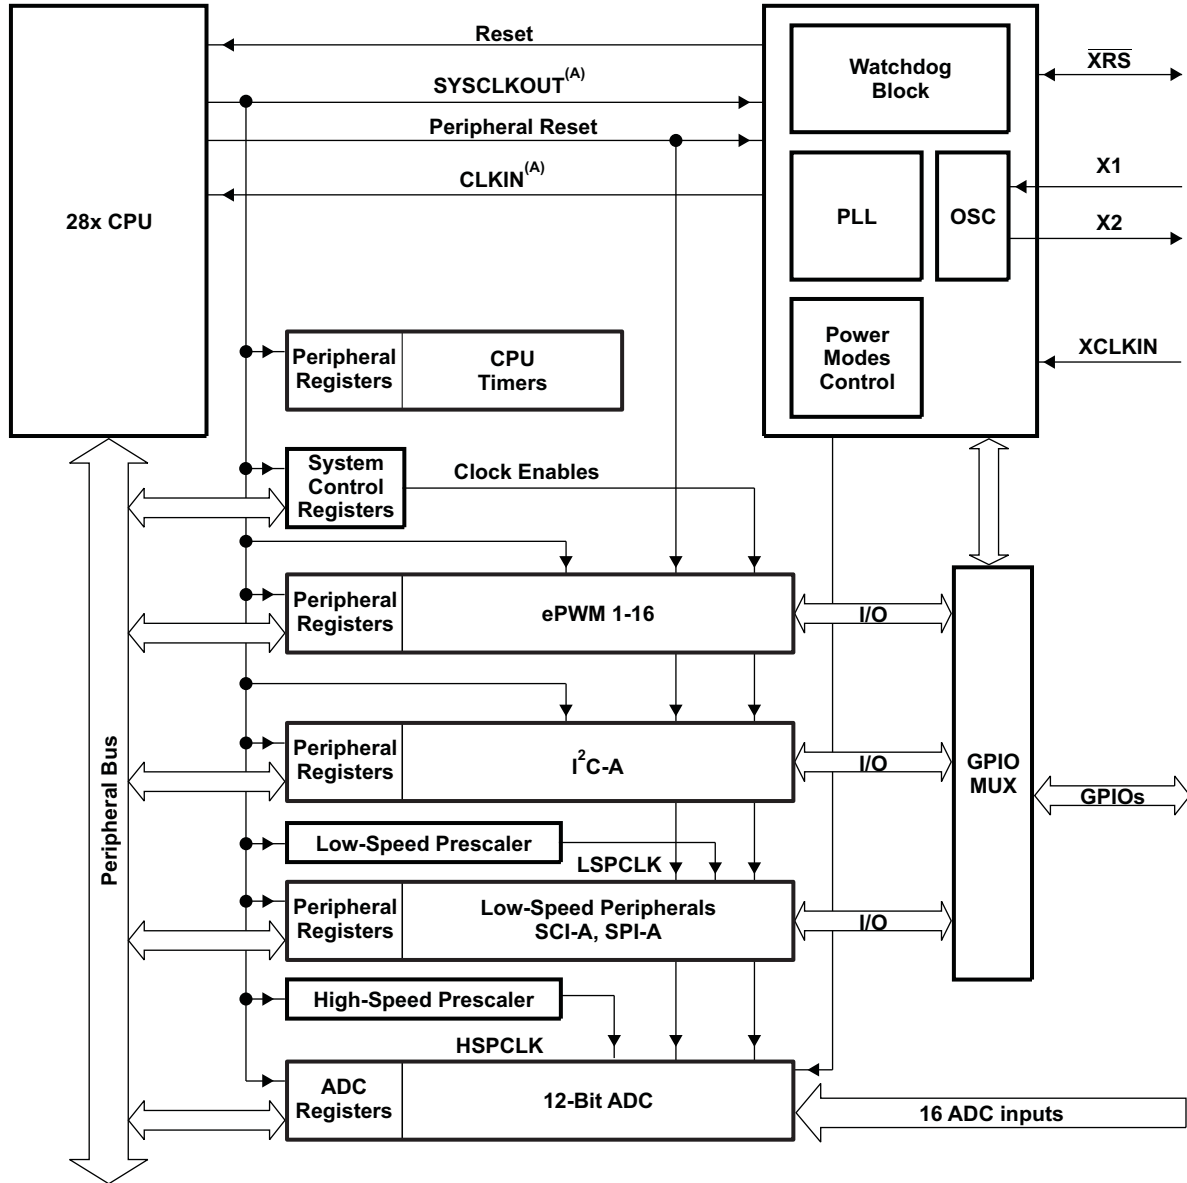 Reset
SYSCLKOUT(A)
Peripheral Reset
CLKIN(A)
28x CPU
Watchdog
Block
PLL
OSC
Power
Modes
Control
XRS
X1
X2
XCLKIN
Peripheral
Registers
CPU
Timers
System
Control
Registers
Clock Enables
Peripheral
Registers
ePWM 1-16
I/O
Peripheral
Registers
I2C-A
I/O
GPIO
MUX
GPIOs
Peripheral Bus
Low-Speed Prescaler
LSPCLK
Peripheral
Registers
Low-Speed Peripherals
SCI-A, SPI-A
I/O
High-Speed Prescaler
HSPCLK
ADC
Registers
12-Bit ADC
16 ADC inputs